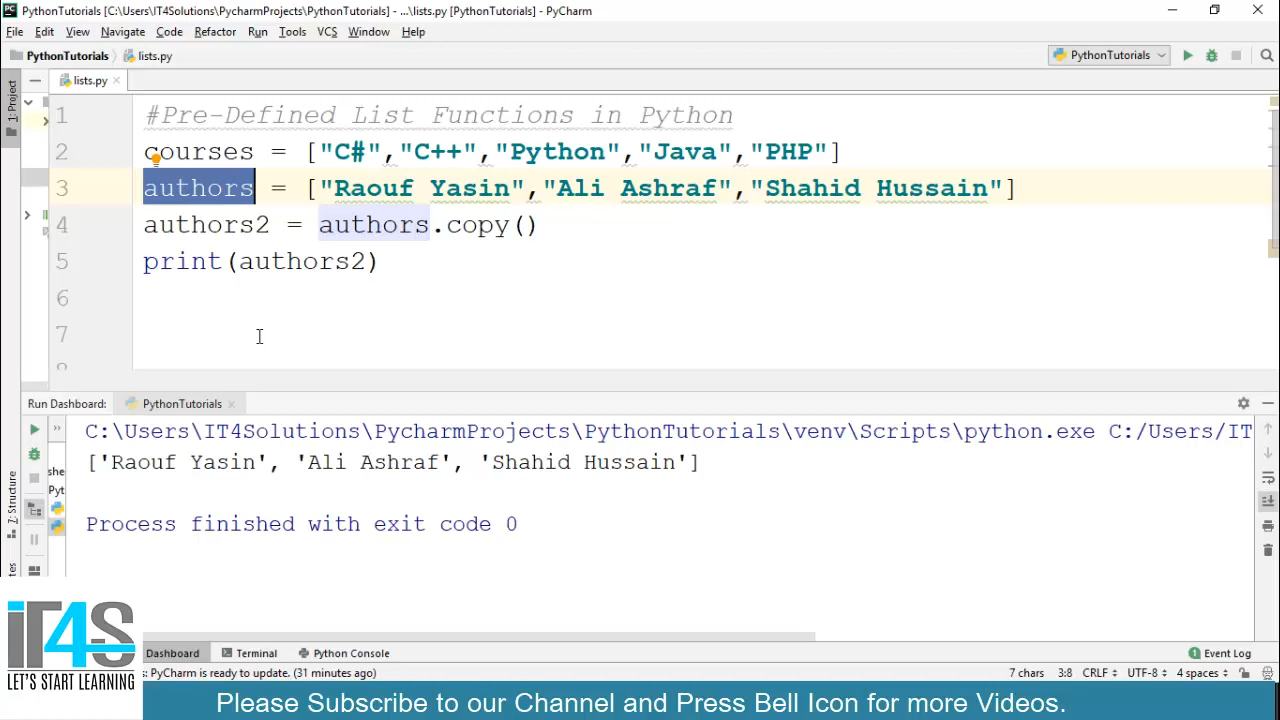 PythonTutorials [C:\Users\IT4Solutions\PycharmProjects\PythonTutorials] - ...\lists.py [PythonTutorials] - PyCharm
File Edit View Navigate Code Refactor Run Tools VCS Window Help
PythonTutorials lists.py PythonTutorials
1: Project
lists.py
1 #Pre-Defined List Functions in Python
2 courses = ["C#","C++","Python","Java","PHP"]
3 authors = ["Raouf Yasin","Ali Ashraf","Shahid Hussain"]
4 authors2 = authors.copy()
5 print(authors2)
6
7
8
Run Dashboard: PythonTutorials
C:\Users\IT4Solutions\PycharmProjects\PythonTutorials\venv\Scripts\python.exe C:/Users/IT
['Raouf Yasin', 'Ali Ashraf', 'Shahid Hussain']
Process finished with exit code 0
7: Structure
iT4S
LET'S START LEARNING
Dashboard Terminal Python Console 1 Event Log
s: PyCharm is ready to update. (31 minutes ago) 7 chars 3:8 CRLF UTF-8 4 spaces
Please Subscribe to our Channel and Press Bell Icon for more Videos.